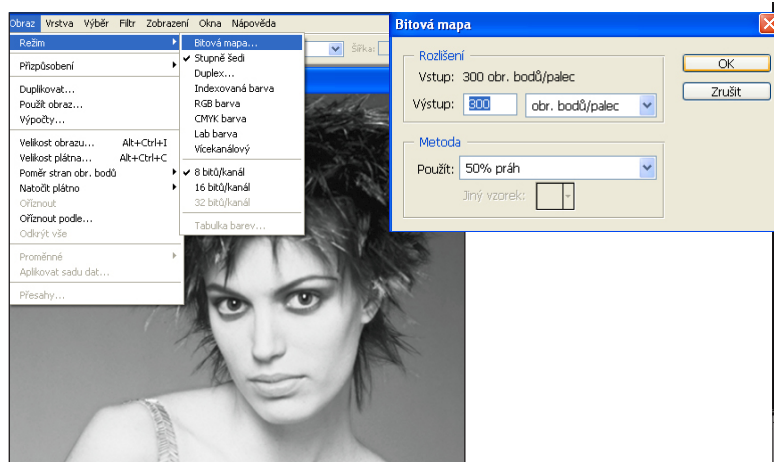 Obraz Vrstva Výběr Filtr Zobrazení Okna Nápověda
Režim
Přizpůsobení
Duplikovat...
Použít obraz...
Výpočty...
Velikost obrazu... Alt+Ctrl+I
Velikost plátna... Alt+Ctrl+C
Poměr stran obr. bodů
Natočit plátno
Oříznout
Oříznout podle...
Odkrýt vše
Proměnné
Aplikovat sadu dat...
Přesahy...
Bitová mapa...
Stupně šedi
Duplex...
Indexovaná barva
RGB barva
CMYK barva
Lab barva
Vícekanálový
8 bitů/kanál
16 bitů/kanál
32 bitů/kanál
Tabulka barev...
Šířka:
Bitová mapa
Rozlišení
Vstup: 300 obr. bodů/palec
Výstup: 300 obr. bodů/palec
Metoda
Použít: 50% práh
Jiný vzorek:
OK
Zrušit